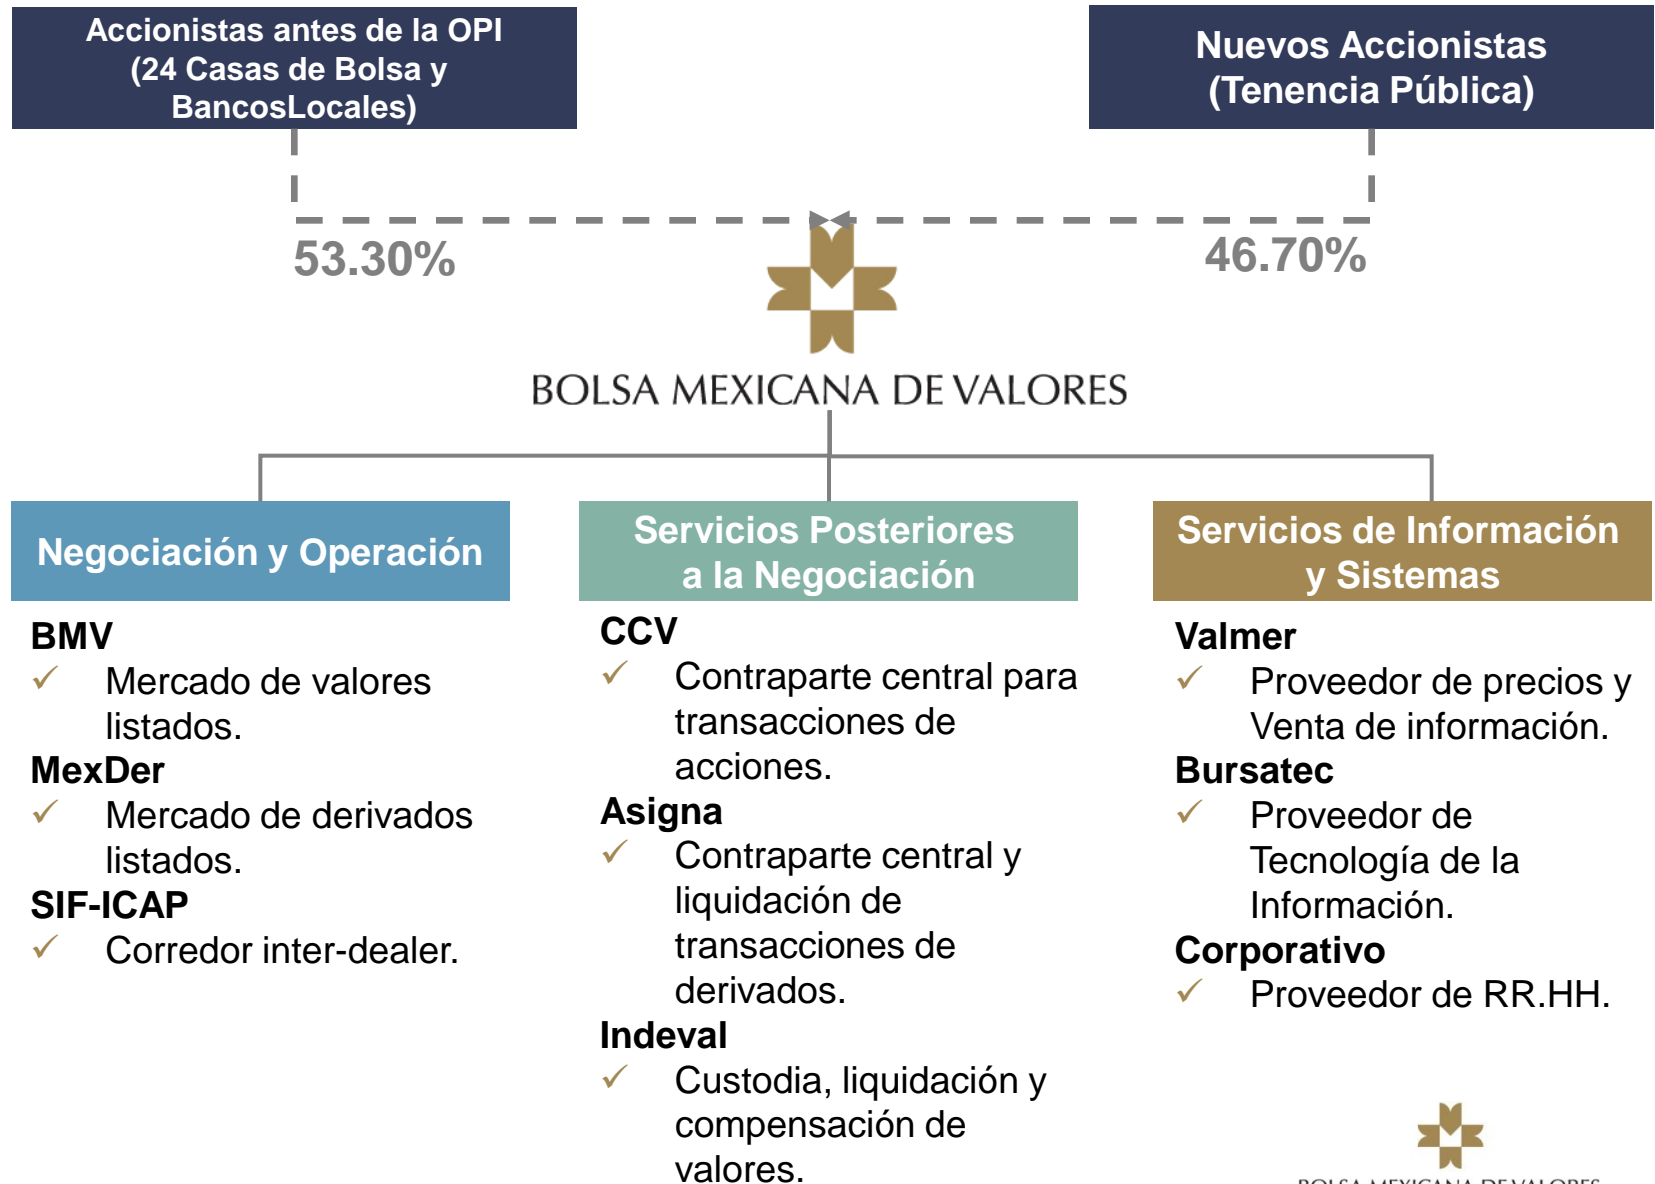 Accionistas antes de la OPI
(24 Casas de Bolsa y
BancosLocales)
Nuevos Accionistas
(Tenencia Pública)
53.30%
46.70%
BOLSA MEXICANA DE VALORES
Negociación y Operación
BMV
Mercado de valores
listados.
MexDer
Mercado de derivados
listados.
SIF-ICAP
Corredor inter-dealer.
Servicios Posteriores
a la Negociación
CCV
Contraparte central para
transacciones de
acciones.
Asigna
Contraparte central y
liquidación de
transacciones de
derivados.
Indeval
Custodia, liquidación y
compensación de
valores.
Servicios de Información
y Sistemas
Valmer
Proveedor de precios y
Venta de información.
Bursatec
Proveedor de
Tecnología de la
Información.
Corporativo
Proveedor de RR.HH.
BOLSA MEXICANA DE VALORES